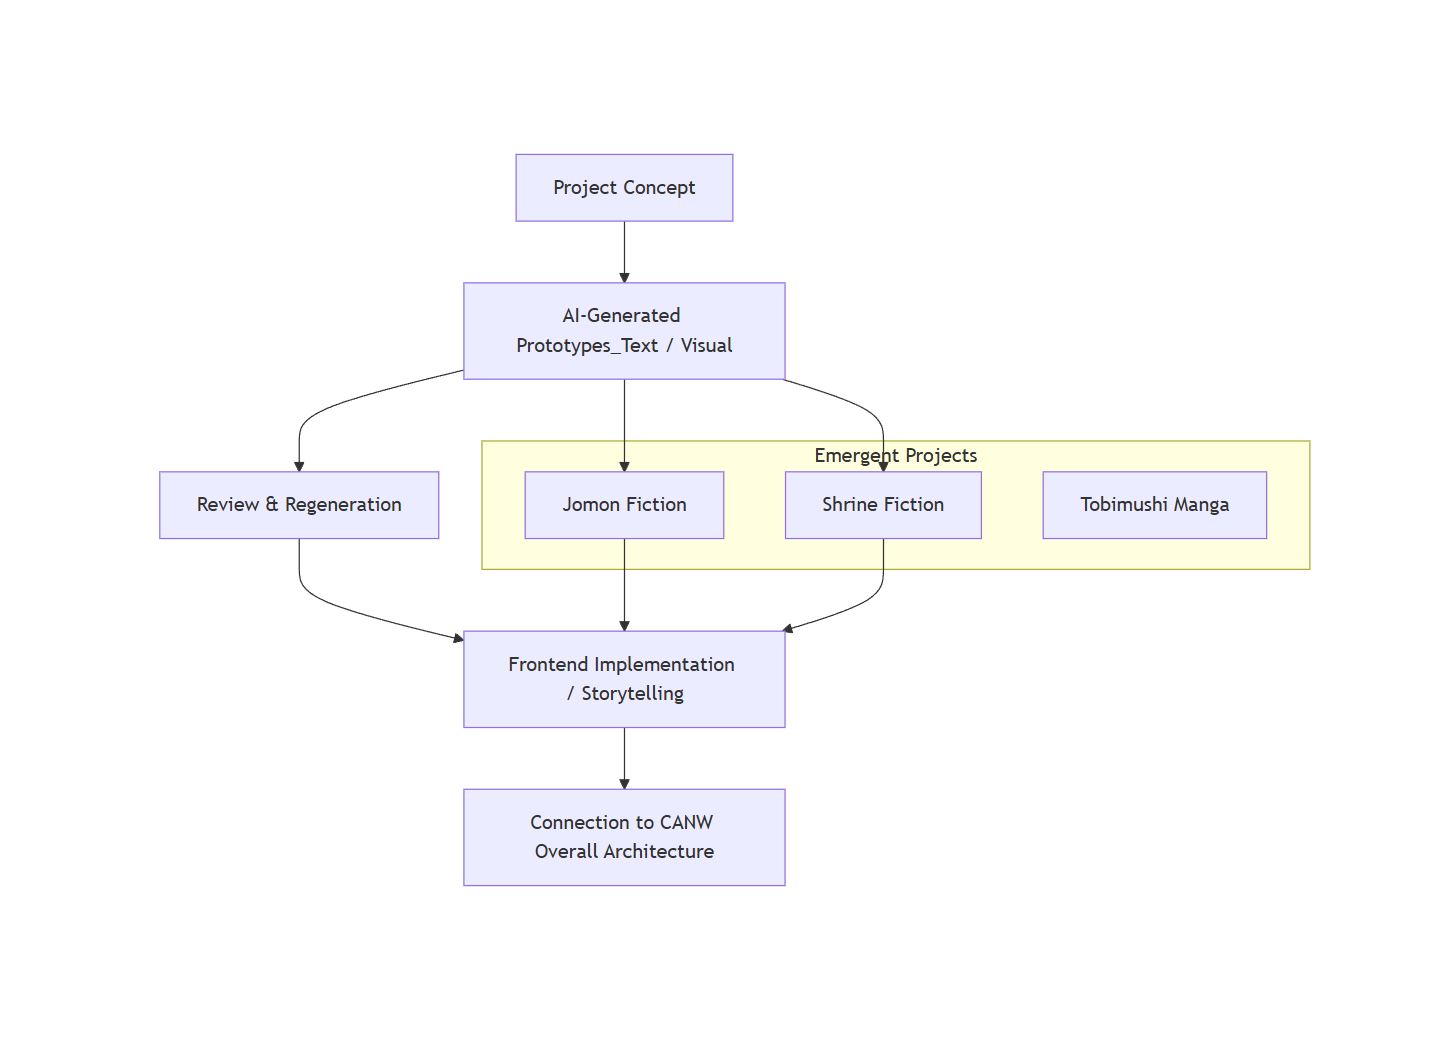 Project Concept
AI-Generated
Prototypes_Text / Visual
Emergent Projects
Review & Regeneration
Jomon Fiction
Shrine Fiction
Tobimushi Manga
Frontend Implementation
/ Storytelling
Connection to CANW
Overall Architecture